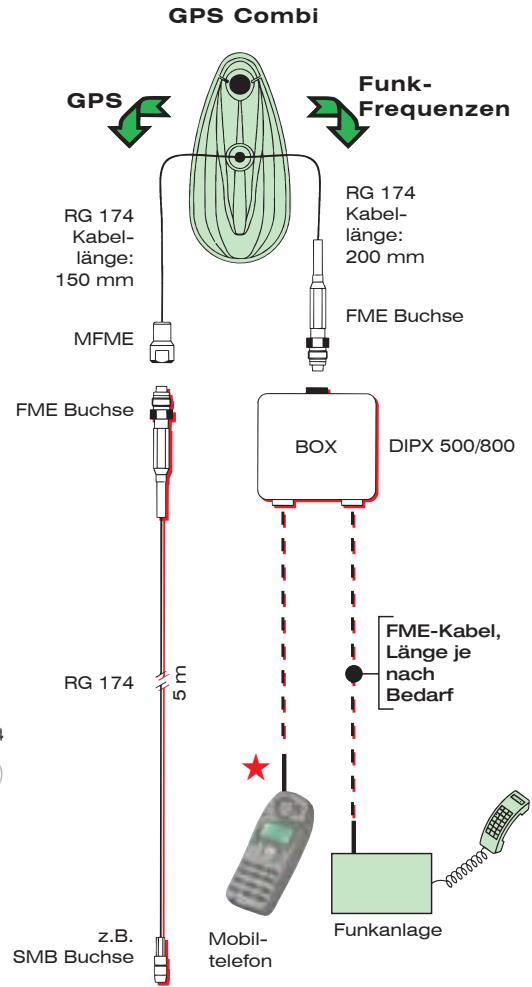 GPS Combi
GPS
Funk-
Frequenzen
RG 174
Kabel-
länge:
150 mm
RG 174
Kabel-
länge:
200 mm
MFME
FME Buchse
FME Buchse
BOX
DIPX 500/800
RG 174
5 m
FME-Kabel,
Länge je
nach
Bedarf
4
z.B.
SMB Buchse
Mobil-
telefon
Funkanlage